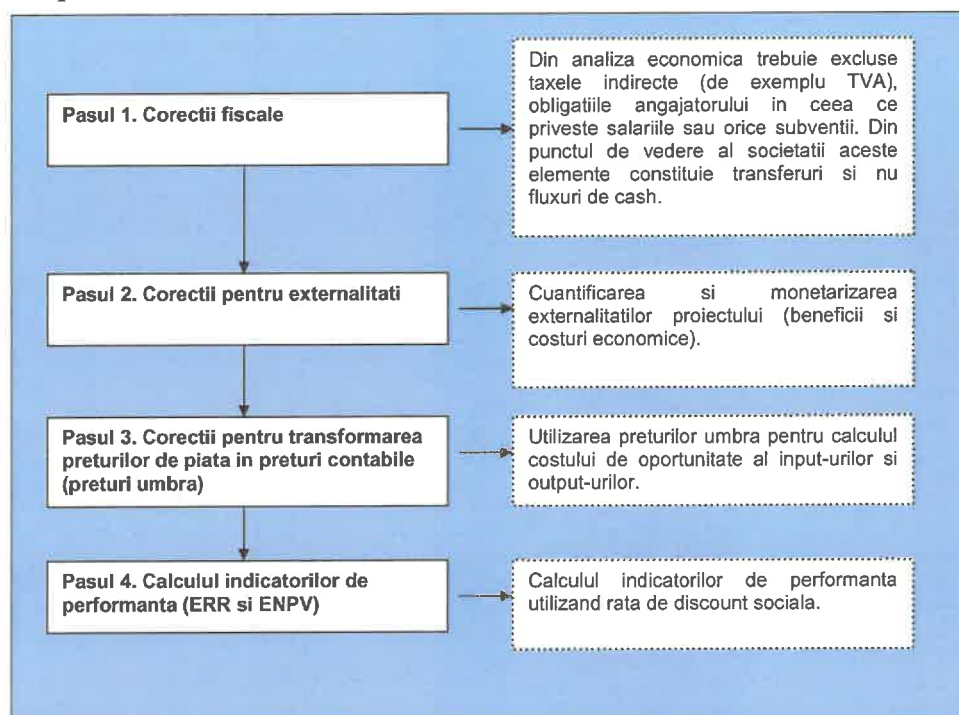 Pasul 1. Corectii fiscale
Din analiza economica trebuie excluse
taxele indirecte (de exemplu TVA),
obligatiile angajatorului in ceea ce
priveste salariile sau orice subventii. Din
punctul de vedere al societatii aceste
elemente constituie transferuri si nu
fluxuri de cash.
Pasul 2. Corectii pentru externalitati
Cuantificarea si monetarizarea
externalitatilor proiectului (beneficii si
costuri economice).
Pasul 3. Corectii pentru transformarea
preturilor de piata in preturi contabile
(preturi umbra)
Utilizarea preturilor umbra pentru calculul
costului de oportunitate al input-urilor si
output-urilor.
Pasul 4. Calculul indicatorilor de
performanta (ERR si ENPV)
Calculul indicatorilor de performanta
utilizand rata de discount sociala.